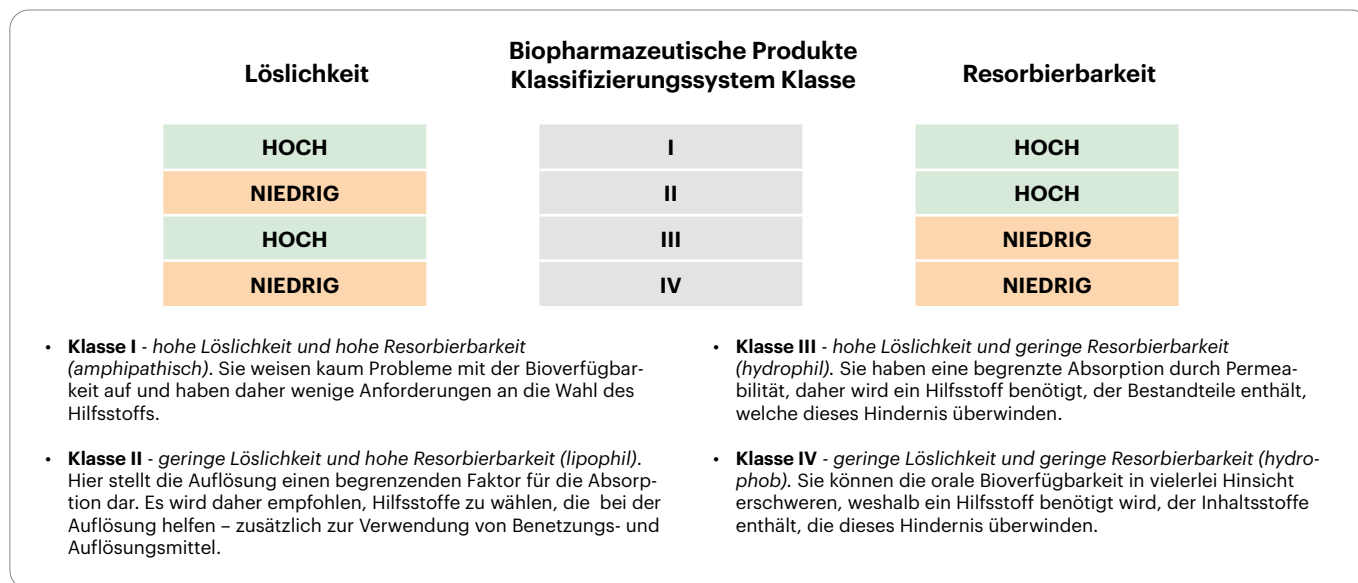 Löslichkeit
Biopharmazeutische Produkte
Klassifizierungssystem Klasse
Resorbierbarkeit
HOCH
I
HOCH
NIEDRIG
II
HOCH
HOCH
III
NIEDRIG
NIEDRIG
IV
NIEDRIG
• Klasse I - hohe Löslichkeit und hohe Resorbierbarkeit
(amphipathisch). Sie weisen kaum Probleme mit der Bioverfügbar-
keit auf und haben daher wenige Anforderungen an die Wahl des
Hilfsstoffs.
• Klasse II - geringe Löslichkeit und hohe Resorbierbarkeit (lipophil).
Hier stellt die Auflösung einen begrenzenden Faktor für die Absorp-
tion dar. Es wird daher empfohlen, Hilfsstoffe zu wählen, die bei der
Auflösung helfen – zusätzlich zur Verwendung von Benetzungs- und
Auflösungsmittel.
• Klasse III - hohe Löslichkeit und geringe Resorbierbarkeit
(hydrophil). Sie haben eine begrenzte Absorption durch Permea-
bilität, daher wird ein Hilfsstoff benötigt, der Bestandteile enthält,
welche dieses Hindernis überwinden.
• Klasse IV - geringe Löslichkeit und geringe Resorbierbarkeit (hydro-
phob). Sie können die orale Bioverfügbarkeit in vielerlei Hinsicht
erschweren, weshalb ein Hilfsstoff benötigt wird, der Inhaltsstoffe
enthält, die dieses Hindernis überwinden.